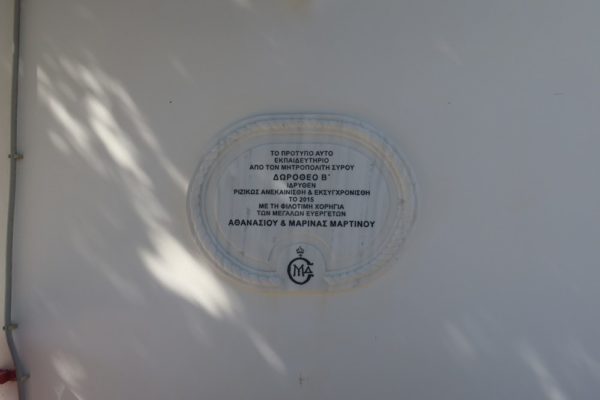 ΤΟ ΠΡΟΤΥΠΟ ΑΥΤΟ
ΕΚΠΑΙΔΕΥΤΗΡΙΟ
ΑΠΟ ΤΟΝ ΜΗΤΡΟΠΟΛΙΤΗ ΣΥΡΟΥ
ΔΩΡΟΘΕΟ Β΄
ΙΔΡΥΘΕΝ
ΡΙΖΙΚΩΣ ΑΝΕΚΑΙΝΙΣΘΗ & ΕΚΣΥΓΧΡΟΝΙΣΘΗ
ΤΟ 2015
ΜΕ ΤΗ ΦΙΛΟΤΙΜΗ ΧΟΡΗΓΙΑ
ΤΩΝ ΜΕΓΑΛΩΝ ΕΥΕΡΓΕΤΩΝ
ΑΘΑΝΑΣΙΟΥ & ΜΑΡΙΝΑΣ ΜΑΡΤΙΝΟΥ